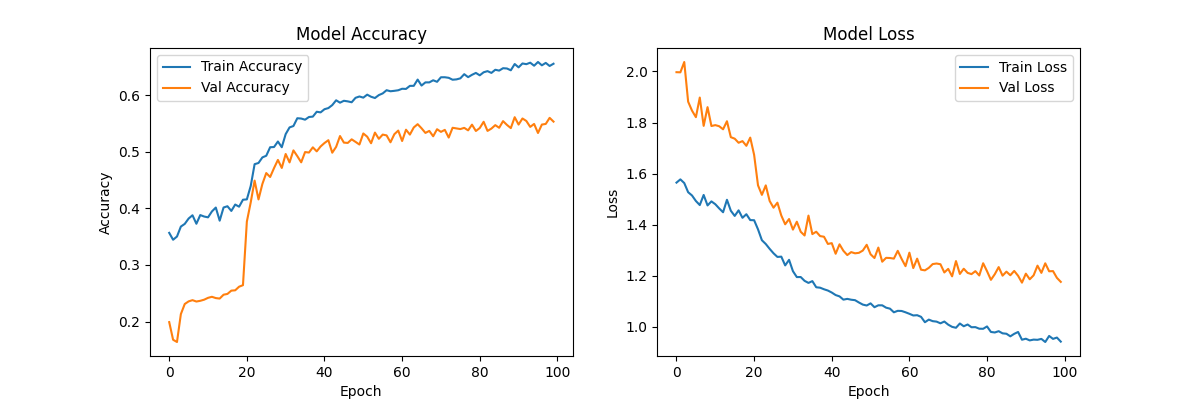 Model Accuracy
Train Accuracy
Val Accuracy
0.6
0.5
0.4
0.3
0.2
Accuracy
0 20 40 60 80 100
Epoch
Model Loss
Train Loss
Val Loss
2.0
1.8
1.6
1.4
1.2
1.0
Loss
0 20 40 60 80 100
Epoch